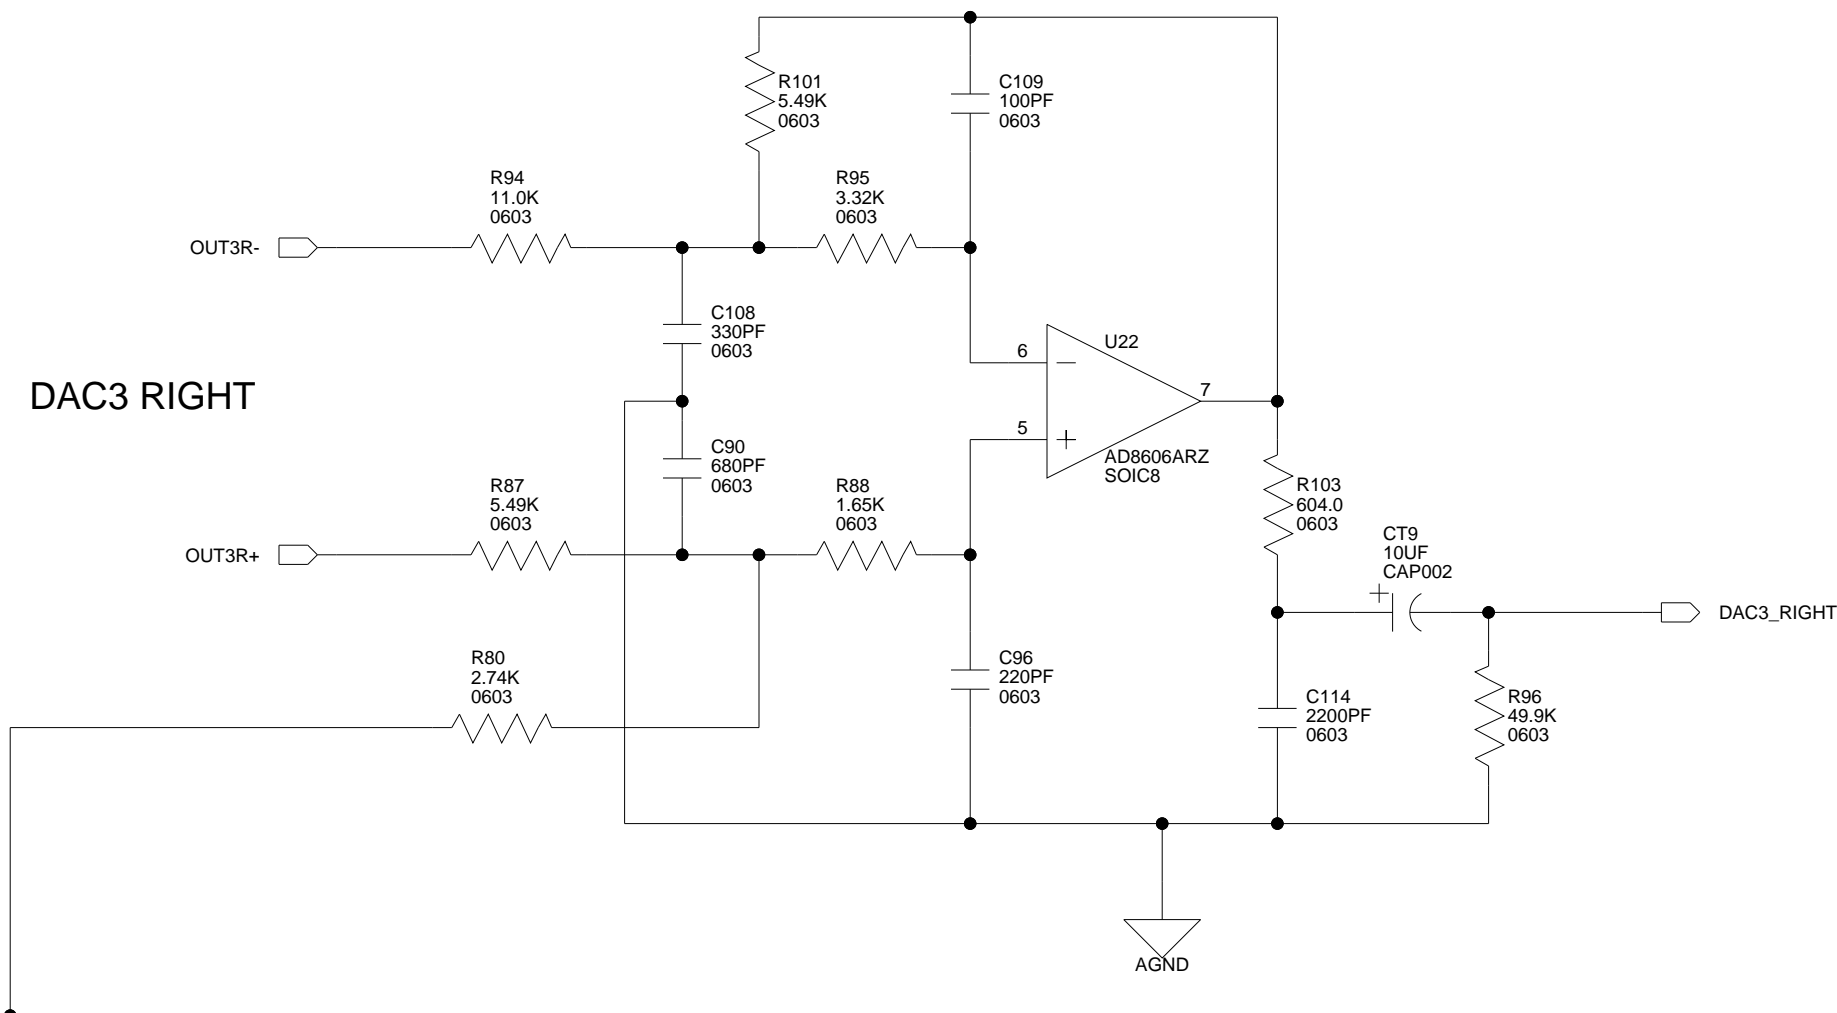 R101
5.49K
0603
C109
100PF
0603
R94
11.0K
0603
R95
3.32K
0603
OUT3R-
C108
330PF
0603
U22
6
7
5
AD8606ARZ
SOIC8
DAC3 RIGHT
C90
680PF
0603
R87
5.49K
0603
R88
1.65K
0603
R103
604.0
0603
OUT3R+
CT9
10UF
CAP002
DAC3_RIGHT
R80
2.74K
0603
C96
220PF
0603
C114
2200PF
0603
R96
49.9K
0603
AGND